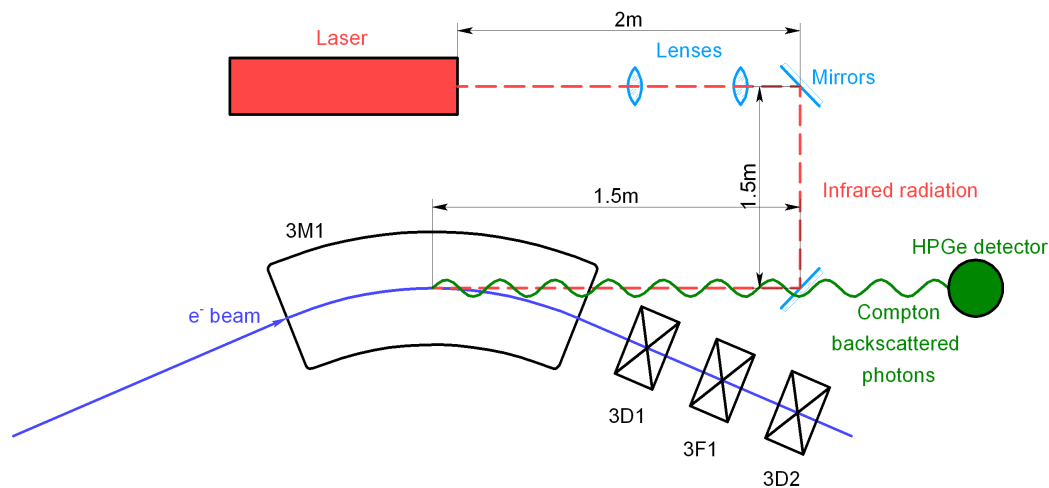 2m
Laser
Lenses
Mirrors
1.5m
Infrared radiation
1.5m
3M1
HPGe detector
e- beam
Compton
backscattered
photons
3D1
3F1
3D2